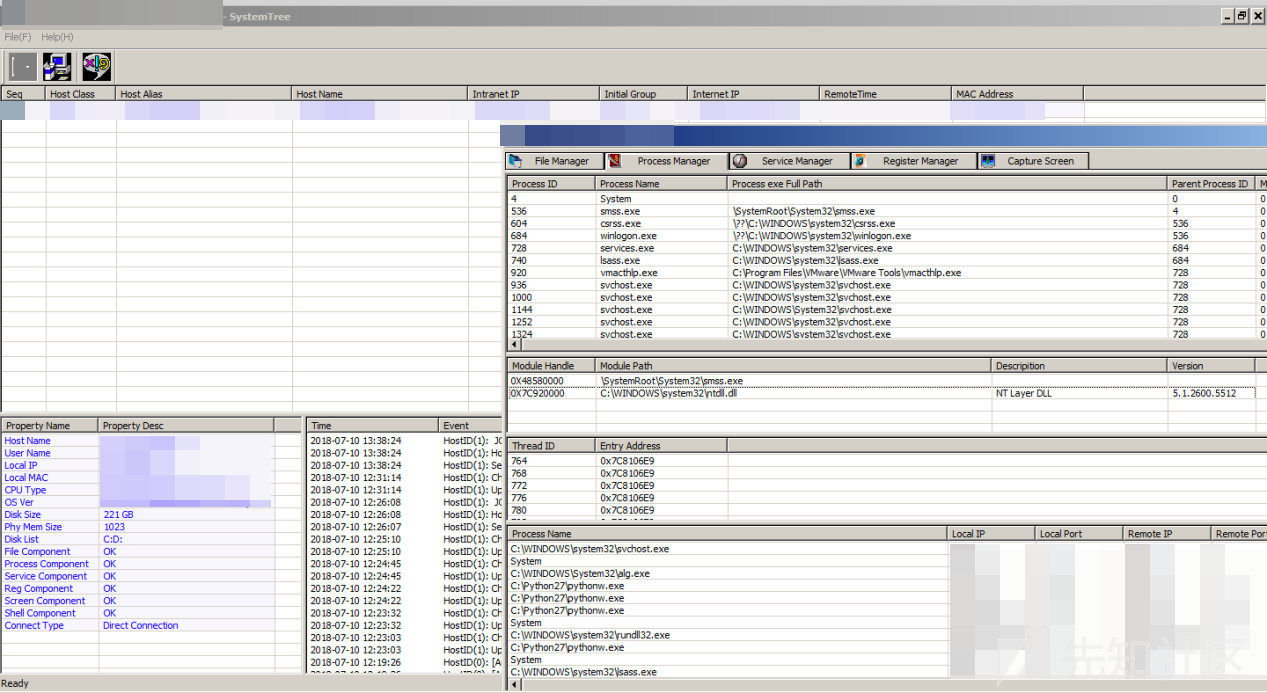 - SystemTree
File(F) Help(H)
Seq Host Class Host Alias Host Name Intranet IP Initial Group Internet IP RemoteTime MAC Address
File Manager Process Manager Service Manager Register Manager Capture Screen
Process ID Process Name Process exe Full Path Parent Process ID M
4 System 0 0
536 smss.exe \SystemRoot\System32\smss.exe 4 0
604 csrss.exe \??\C:\WINDOWS\system32\csrss.exe 536 0
684 winlogon.exe \??\C:\WINDOWS\system32\winlogon.exe 536 0
728 services.exe C:\WINDOWS\system32\services.exe 684 0
740 lsass.exe C:\WINDOWS\system32\lsass.exe 684 0
920 vmacthlp.exe C:\Program Files\VMware\VMware Tools\vmacthlp.exe 728 0
936 svchost.exe C:\WINDOWS\system32\svchost.exe 728 0
1000 svchost.exe C:\WINDOWS\system32\svchost.exe 728 0
1144 svchost.exe C:\WINDOWS\System32\svchost.exe 728 0
1252 svchost.exe C:\WINDOWS\system32\svchost.exe 728 0
1324 svchost.exe C:\WINDOWS\system32\svchost.exe 728 0
Module Handle Module Path Descripition Version
0X48580000 \SystemRoot\System32\smss.exe
0X7C920000 C:\WINDOWS\system32\ntdll.dll NT Layer DLL 5.1.2600.5512
Thread ID Entry Address
764 0x7C8106E9
768 0x7C8106E9
772 0x7C8106E9
776 0x7C8106E9
780 0x7C8106E9
Process Name Local IP Local Port Remote IP Remote Port
C:\WINDOWS\system32\svchost.exe
System
C:\WINDOWS\System32\alg.exe
C:\Python27\pythonw.exe
C:\Python27\pythonw.exe
C:\Python27\pythonw.exe
System
C:\WINDOWS\system32\rundll32.exe
C:\Python27\pythonw.exe
System
C:\WINDOWS\system32\lsass.exe
Property Name Property Desc
Host Name
User Name
Local IP
Local MAC
CPU Type
OS Ver
Disk Size 221 GB
Phy Mem Size 1023
Disk List C:D:
File Component OK
Process Component OK
Service Component OK
Reg Component OK
Screen Component OK
Shell Component OK
Connect Type Direct Connection
Time Event
2018-07-10 13:38:24 HostID(1): JO
2018-07-10 13:38:24 HostID(1): Ho
2018-07-10 13:38:24 HostID(1): Se
2018-07-10 12:31:14 HostID(1): Ch
2018-07-10 12:31:14 HostID(1): Up
2018-07-10 12:26:08 HostID(1): JO
2018-07-10 12:26:08 HostID(1): Ho
2018-07-10 12:26:07 HostID(1): Se
2018-07-10 12:25:10 HostID(1): Ch
2018-07-10 12:25:10 HostID(1): Up
2018-07-10 12:24:45 HostID(1): Ch
2018-07-10 12:24:45 HostID(1): Up
2018-07-10 12:24:22 HostID(1): Ch
2018-07-10 12:24:22 HostID(1): Up
2018-07-10 12:23:32 HostID(1): Ch
2018-07-10 12:23:32 HostID(1): Up
2018-07-10 12:23:03 HostID(1): Ch
2018-07-10 12:23:03 HostID(1): Up
2018-07-10 12:19:26 HostID(0): [A
先知社区
Ready